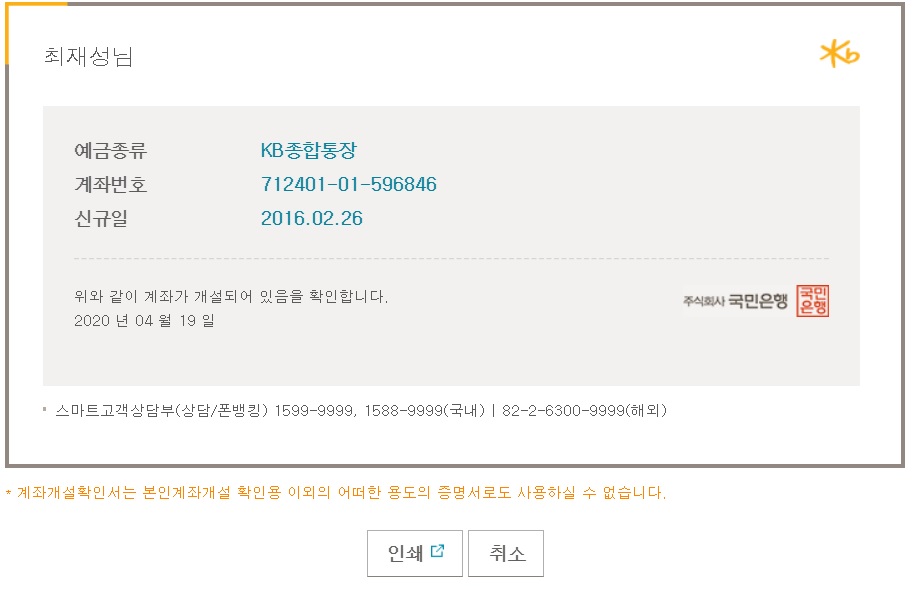 최재성님
Kb
예금종류 KB종합통장
계좌번호 712401-01-596846
신규일 2016.02.26
위와 같이 계좌가 개설되어 있음을 확인합니다.
2020 년 04 월 19 일
주식회사 국민은행 국민은행
스마트고객상담부(상담/폰뱅킹) 1599-9999, 1588-9999(국내) | 82-2-6300-9999(해외)
* 계좌개설확인서는 본인계좌개설 확인용 이외의 어떠한 용도의 증명서로도 사용하실 수 없습니다.
인쇄 취소